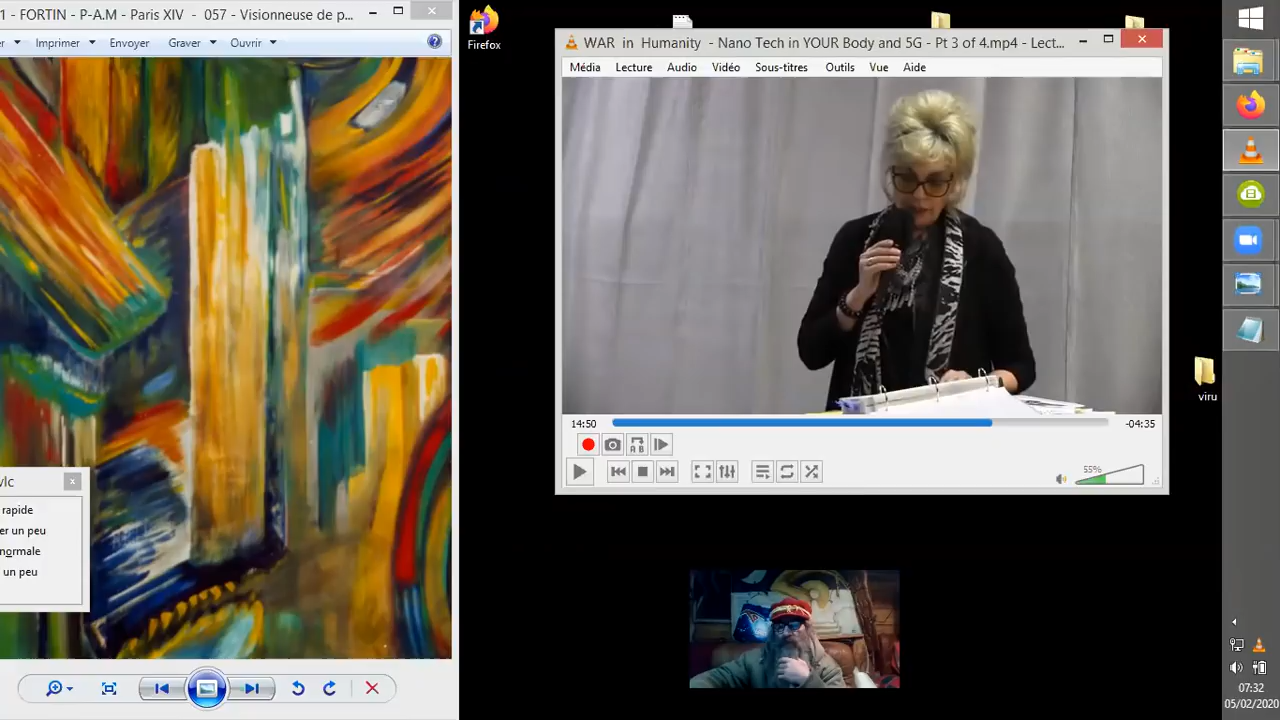 1 - FORTIN - P-A.M - Paris XIV - 057 - Visionneuse de p...
Imprimer
Envoyer
Graver
Ouvrir
rapide
er un peu
normale
un peu
Firefox
WAR in Humanity - Nano Tech in YOUR Body and 5G - Pt 3 of 4.mp4 - Lect...
Média Lecture Audio Vidéo Sous-titres Outils Vue Aide
14:50
-04:35
55%
viru
07:32
05/02/2020